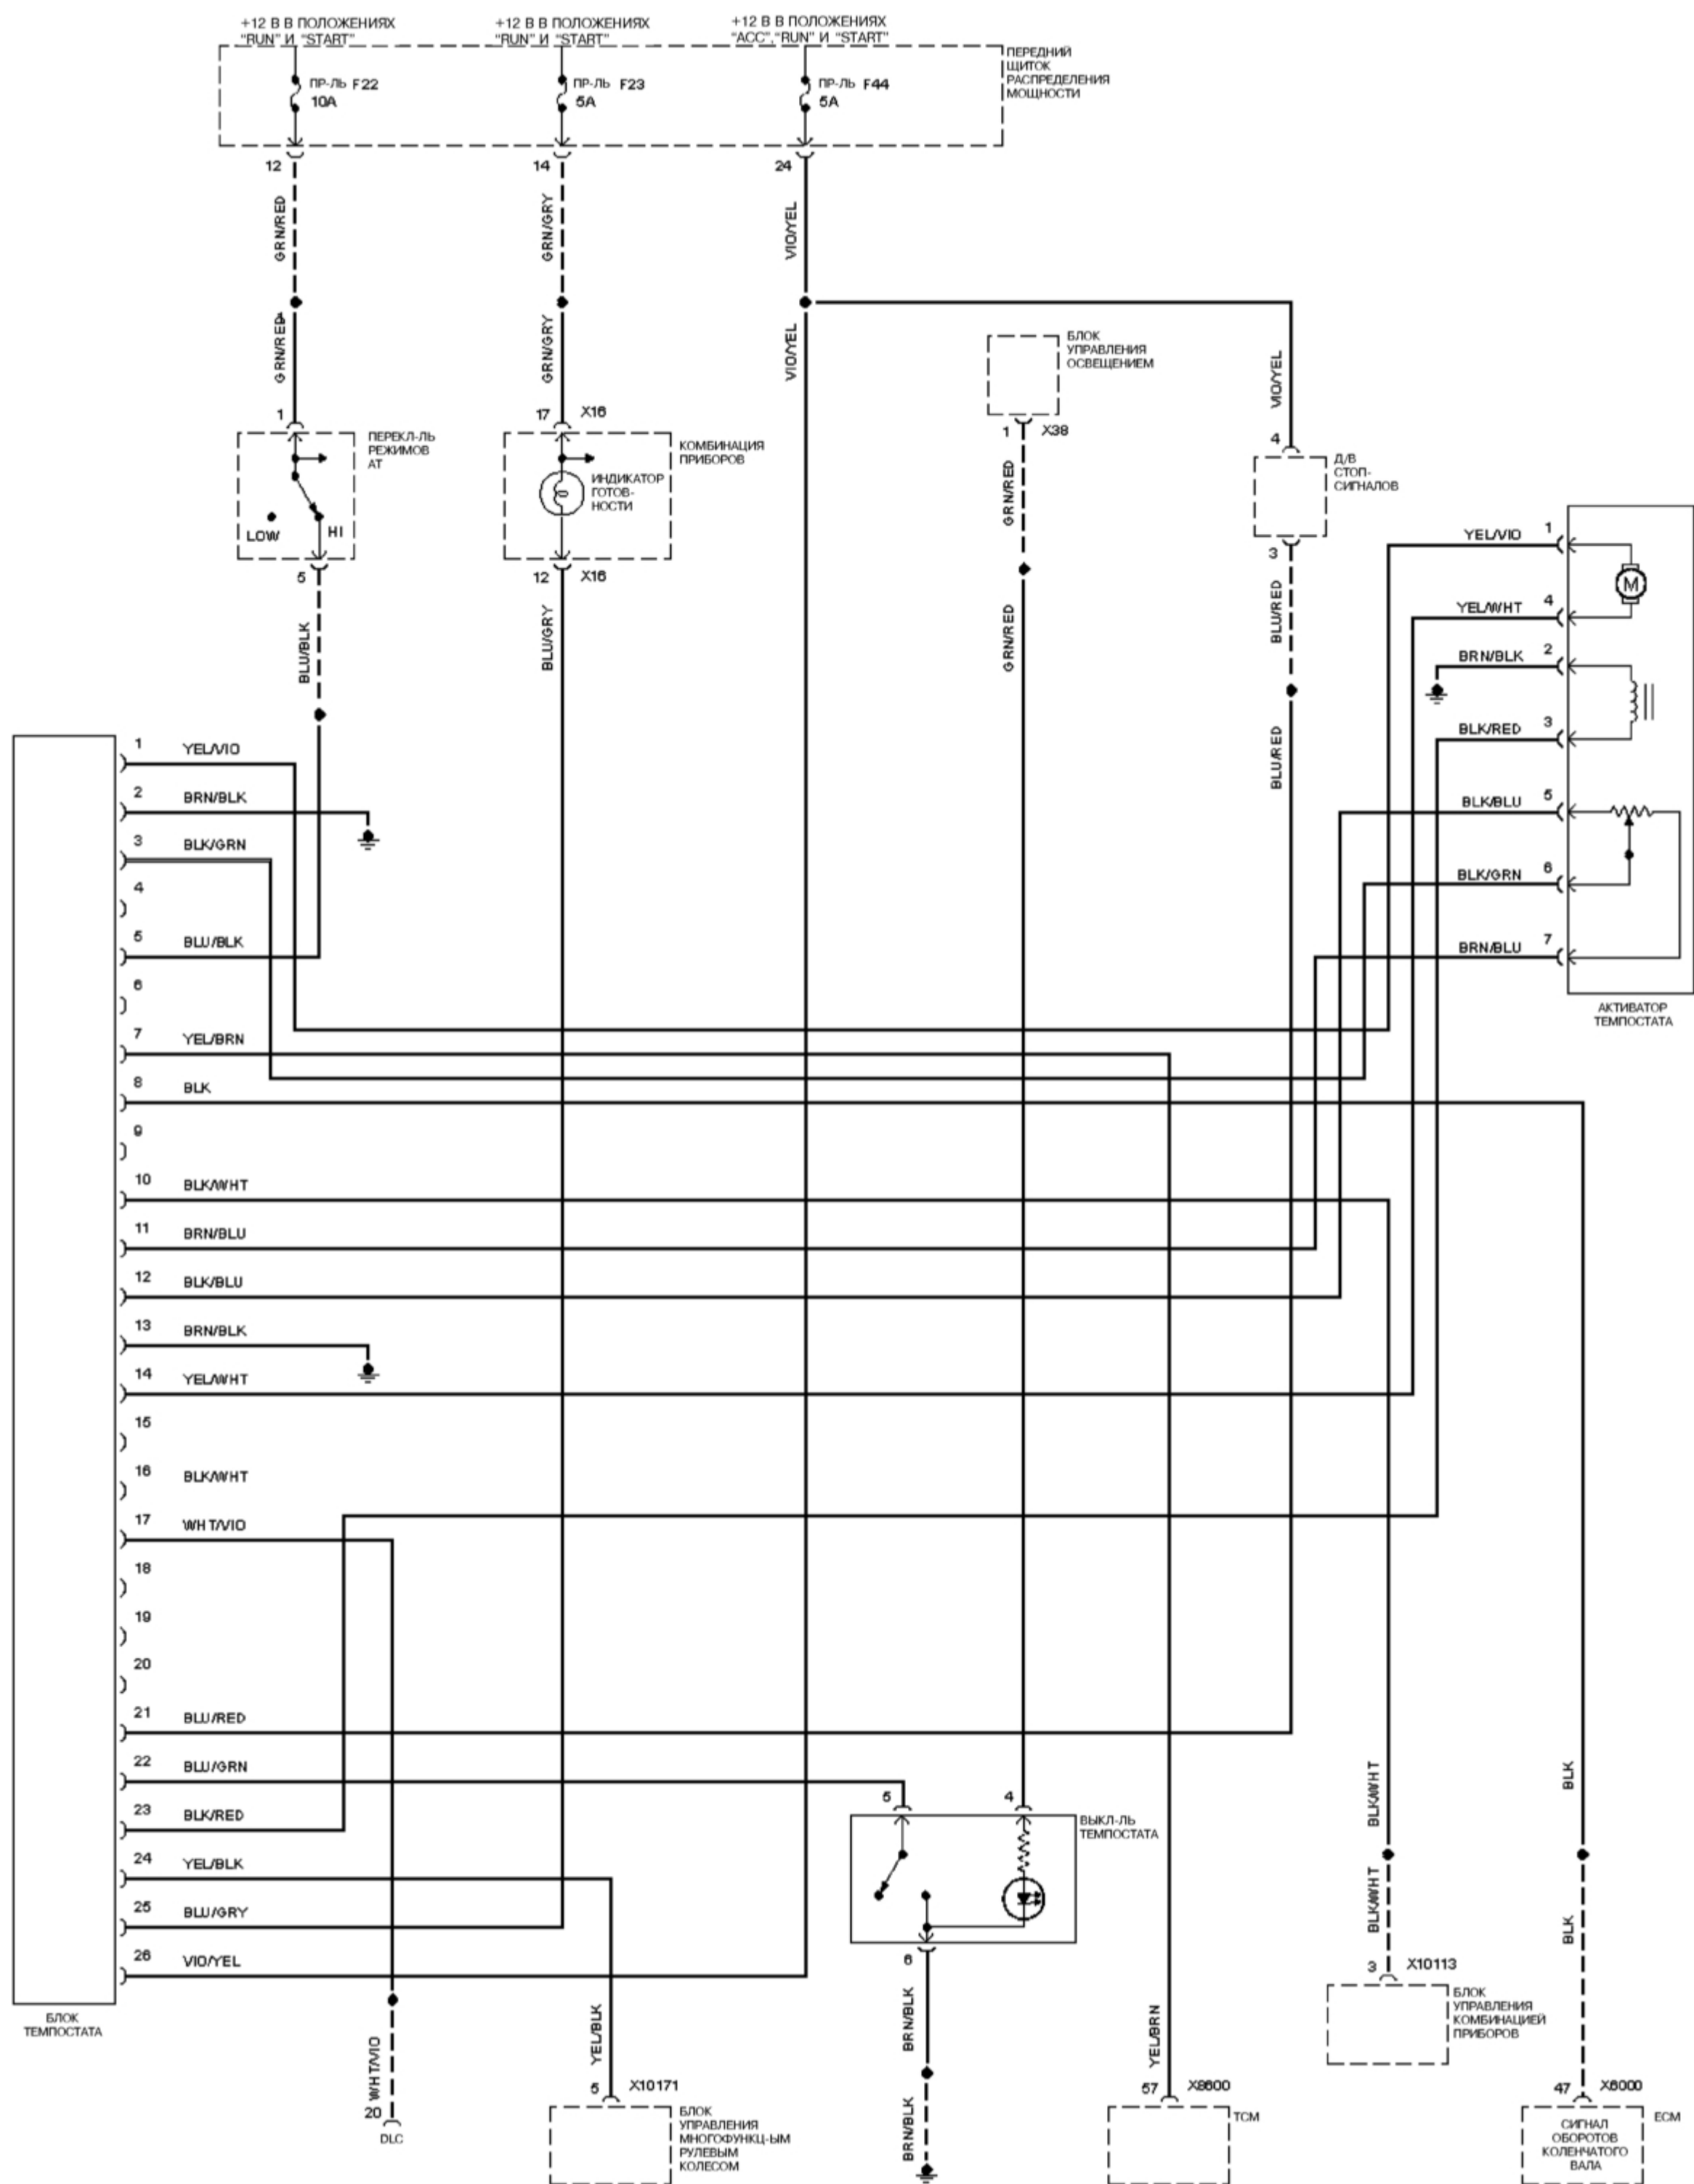 +12 В В ПОЛОЖЕНИЯХ
"RUN" И "START"
+12 В В ПОЛОЖЕНИЯХ
"RUN" И "START"
+12 В В ПОЛОЖЕНИЯХ
"ACC","RUN" И "START"
ПЕРЕДНИЙ
ЩИТОК
РАСПРЕДЕЛЕНИЯ
МОЩНОСТИ
ПР-ЛЬ F22
10A
ПР-ЛЬ F23
5A
ПР-ЛЬ F44
5A
12
14
24
GRN/RED
GRN/GRY
VIO/YEL
GRN/RED
GRN/GRY
VIO/YEL
БЛОК
УПРАВЛЕНИЯ
ОСВЕЩЕНИЕМ
VIO/YEL
1
17
X16
1
X38
4
ПЕРЕКЛ-ЛЬ
РЕЖИМОВ
АТ
LOW
HI
5
КОМБИНАЦИЯ
ПРИБОРОВ
ИНДИКАТОР
ГОТОВ-
НОСТИ
12
X16
GRN/RED
Д/В
СТОП-
СИГНАЛОВ
3
BLU/BLK
BLU/GRY
GRN/RED
BLU/RED
BLU/RED
YEL/VIO
1
M
YEL/WHT
4
BRN/BLK
2
BLK/RED
3
BLK/BLU
5
BLK/GRN
6
BRN/BLU
7
АКТИВАТОР
ТЕМПОСТАТА
1 YEL/VIO
2 BRN/BLK
3 BLK/GRN
4
5 BLU/BLK
6
7 YEL/BRN
8 BLK
9
10 BLK/WHT
11 BRN/BLU
12 BLK/BLU
13 BRN/BLK
14 YEL/WHT
15
16 BLK/WHT
17 WHT/VIO
18
19
20
21 BLU/RED
22 BLU/GRN
23 BLK/RED
24 YEL/BLK
25 BLU/GRY
26 VIO/YEL
БЛОК
ТЕМПОСТАТА
5
4
ВЫКЛ-ЛЬ
ТЕМПОСТАТА
6
BLK/WHT
BLK
BLK/WHT
BLK
3
X10113
БЛОК
УПРАВЛЕНИЯ
КОМБИНАЦИЕЙ
ПРИБОРОВ
WHT/VIO
20
DLC
YEL/BLK
5
X10171
БЛОК
УПРАВЛЕНИЯ
МНОГОФУНКЦ-ЫМ
РУЛЕВЫМ
КОЛЕСОМ
BRN/BLK
BRN/BLK
YEL/BRN
57
X8600
TCM
47
X6000
ECM
СИГНАЛ
ОБОРОТОВ
КОЛЕНЧАТОГО
ВАЛА